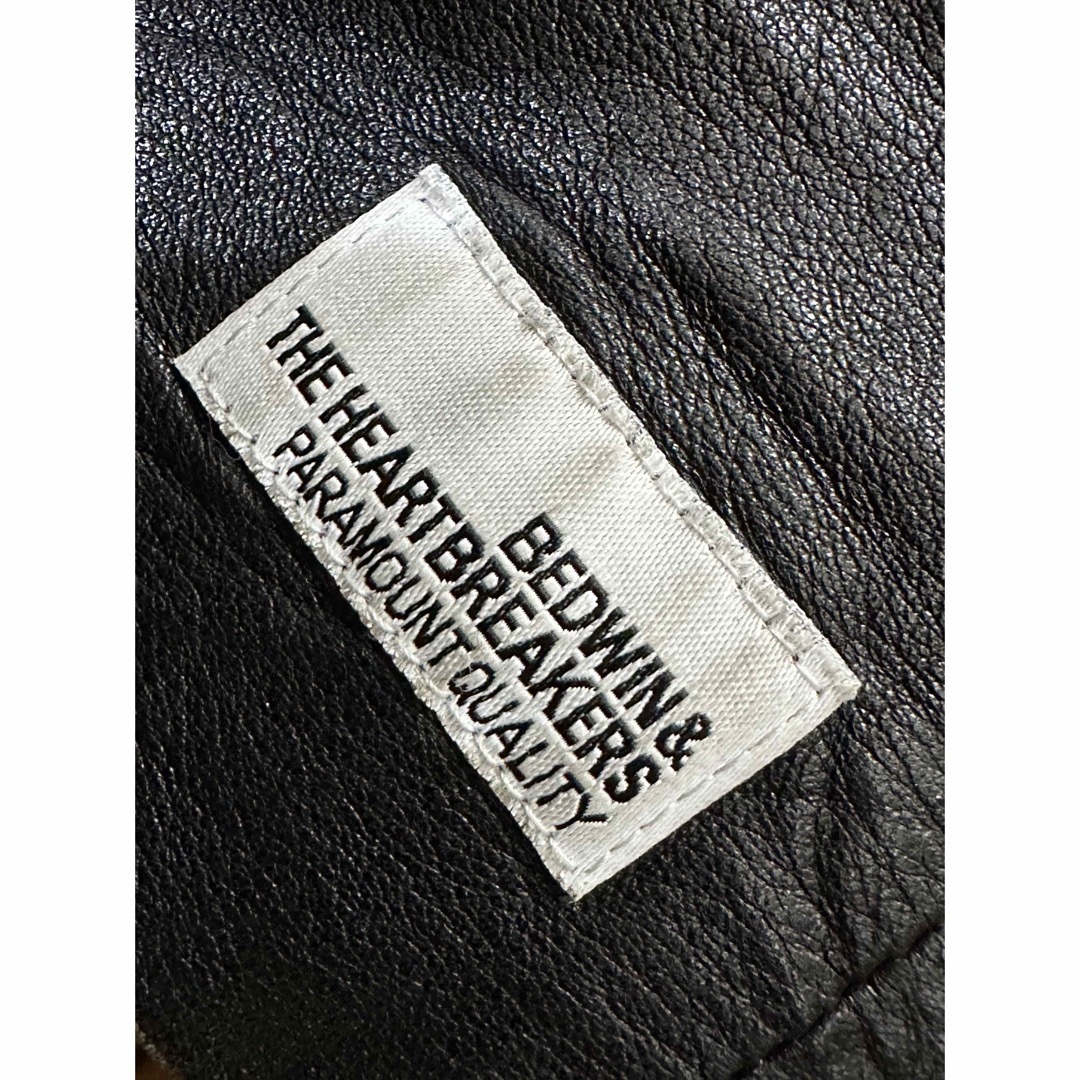 BEDWIN &
THE HEARTBREAKERS
PARAMOUNT QUALITY